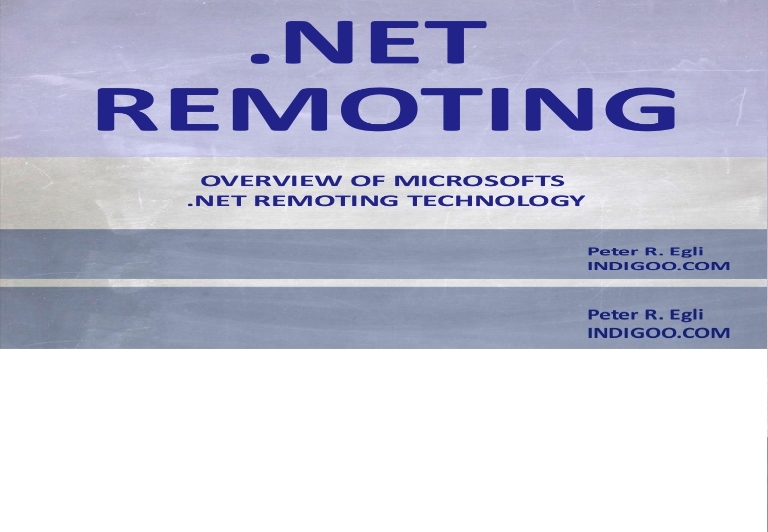 .NET
REMOTING
OVERVIEW OF MICROSOFTS
.NET REMOTING TECHNOLOGY
Peter R. Egli
INDIGOO.COM
Peter R. Egli
INDIGOO.COM